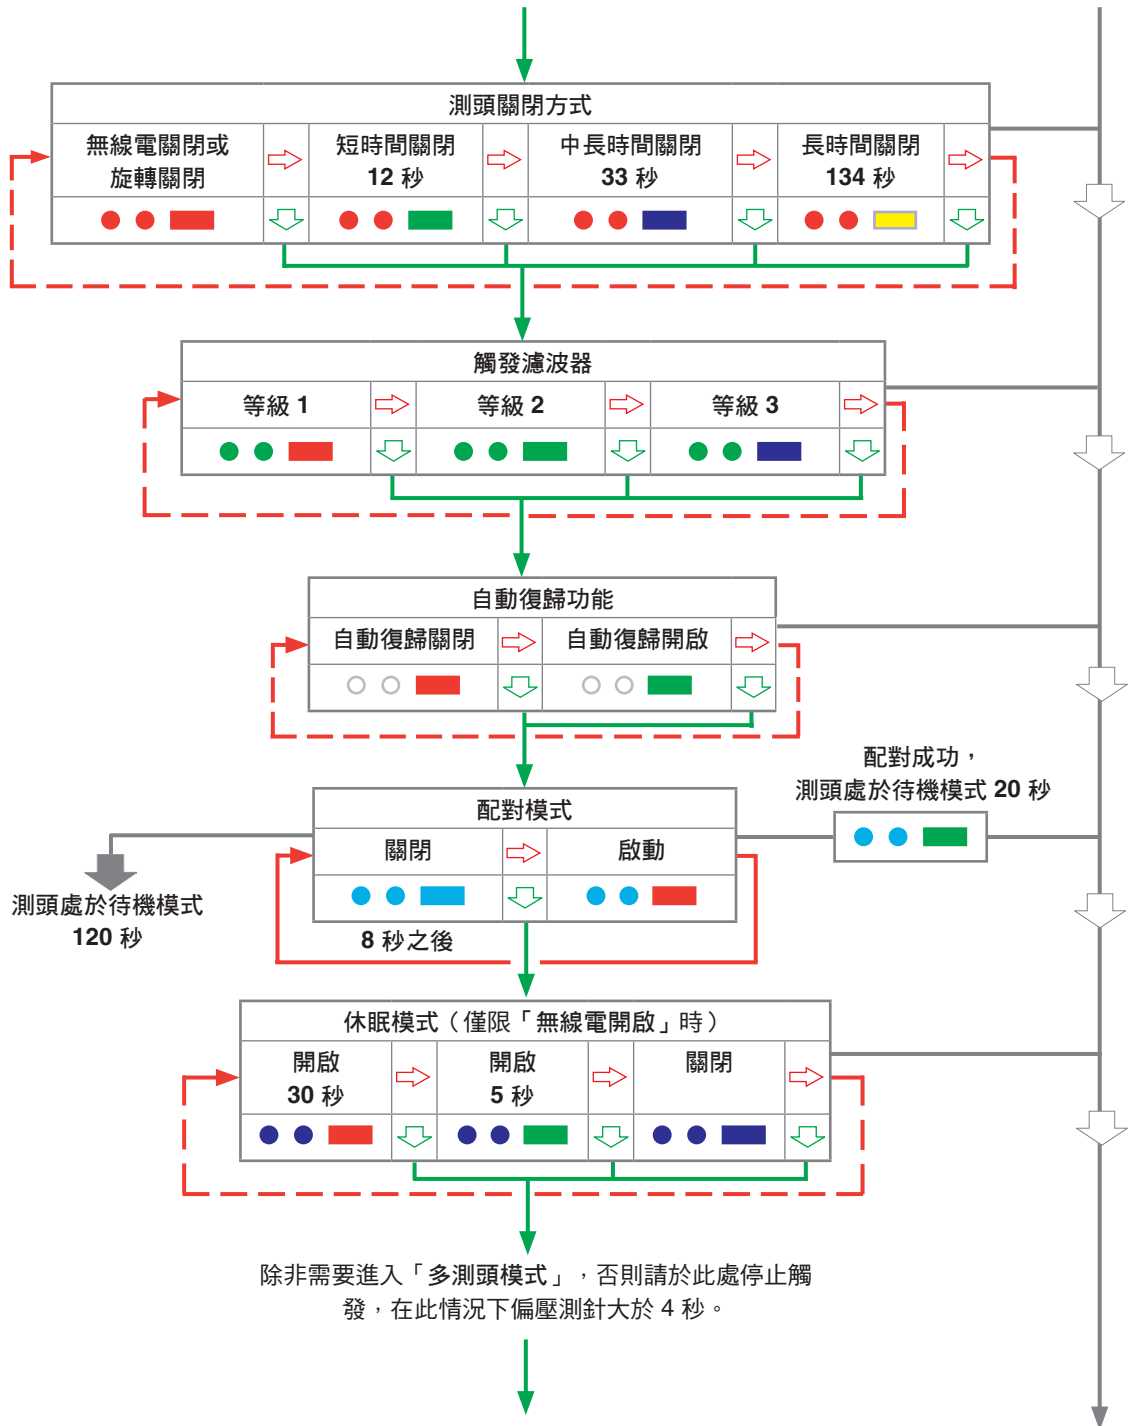 測頭關閉方式
無線電關閉或
旋轉關閉
短時間關閉
12 秒
中長時間關閉
33 秒
長時間關閉
134 秒
觸發濾波器
等級 1
等級 2
等級 3
自動復歸功能
自動復歸關閉
自動復歸開啟
配對成功，
測頭處於待機模式 20 秒
配對模式
關閉
啟動
測頭處於待機模式
120 秒
8 秒之後
休眠模式（僅限「無線電開啟」時）
開啟
30 秒
開啟
5 秒
關閉
除非需要進入「多測頭模式」，否則請於此處停止觸
發，在此情況下偏壓測針大於 4 秒。